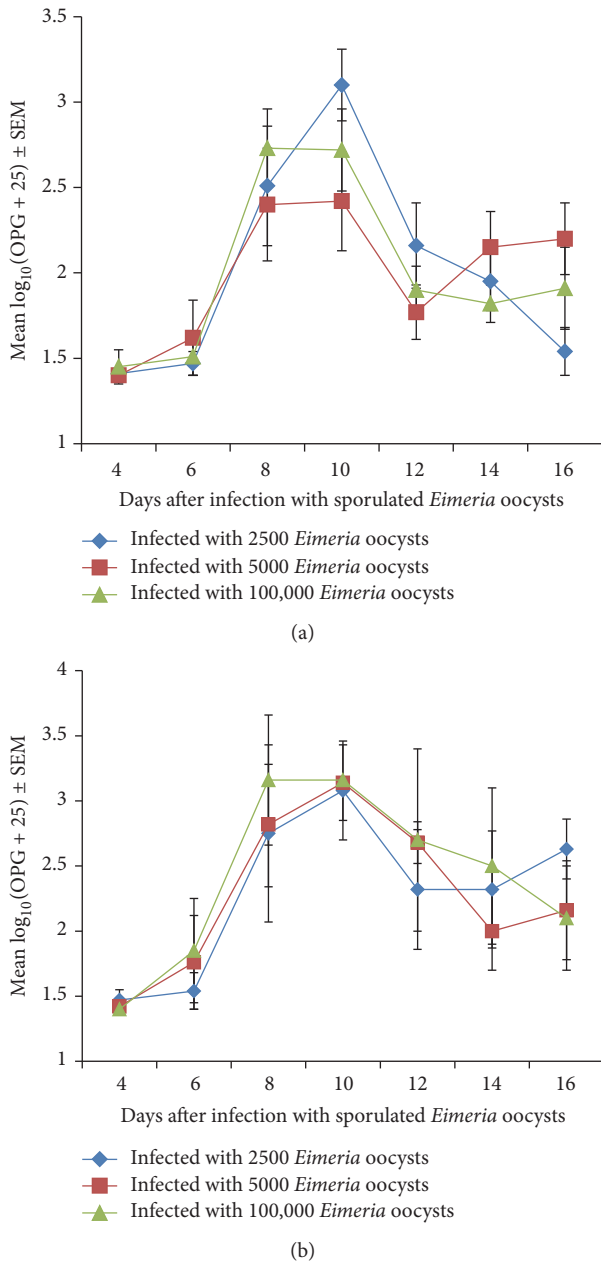 3.5
3
2.5
2
1.5
1
Mean log10(OPG + 25) ± SEM
4 6 8 10 12 14 16
Days after infection with sporulated Eimeria oocysts
Infected with 2500 Eimeria oocysts
Infected with 5000 Eimeria oocysts
Infected with 100,000 Eimeria oocysts
(a)
4
3.5
3
2.5
2
1.5
1
Mean log10(OPG + 25) ± SEM
4 6 8 10 12 14 16
Days after infection with sporulated Eimeria oocysts
Infected with 2500 Eimeria oocysts
Infected with 5000 Eimeria oocysts
Infected with 100,000 Eimeria oocysts
(b)